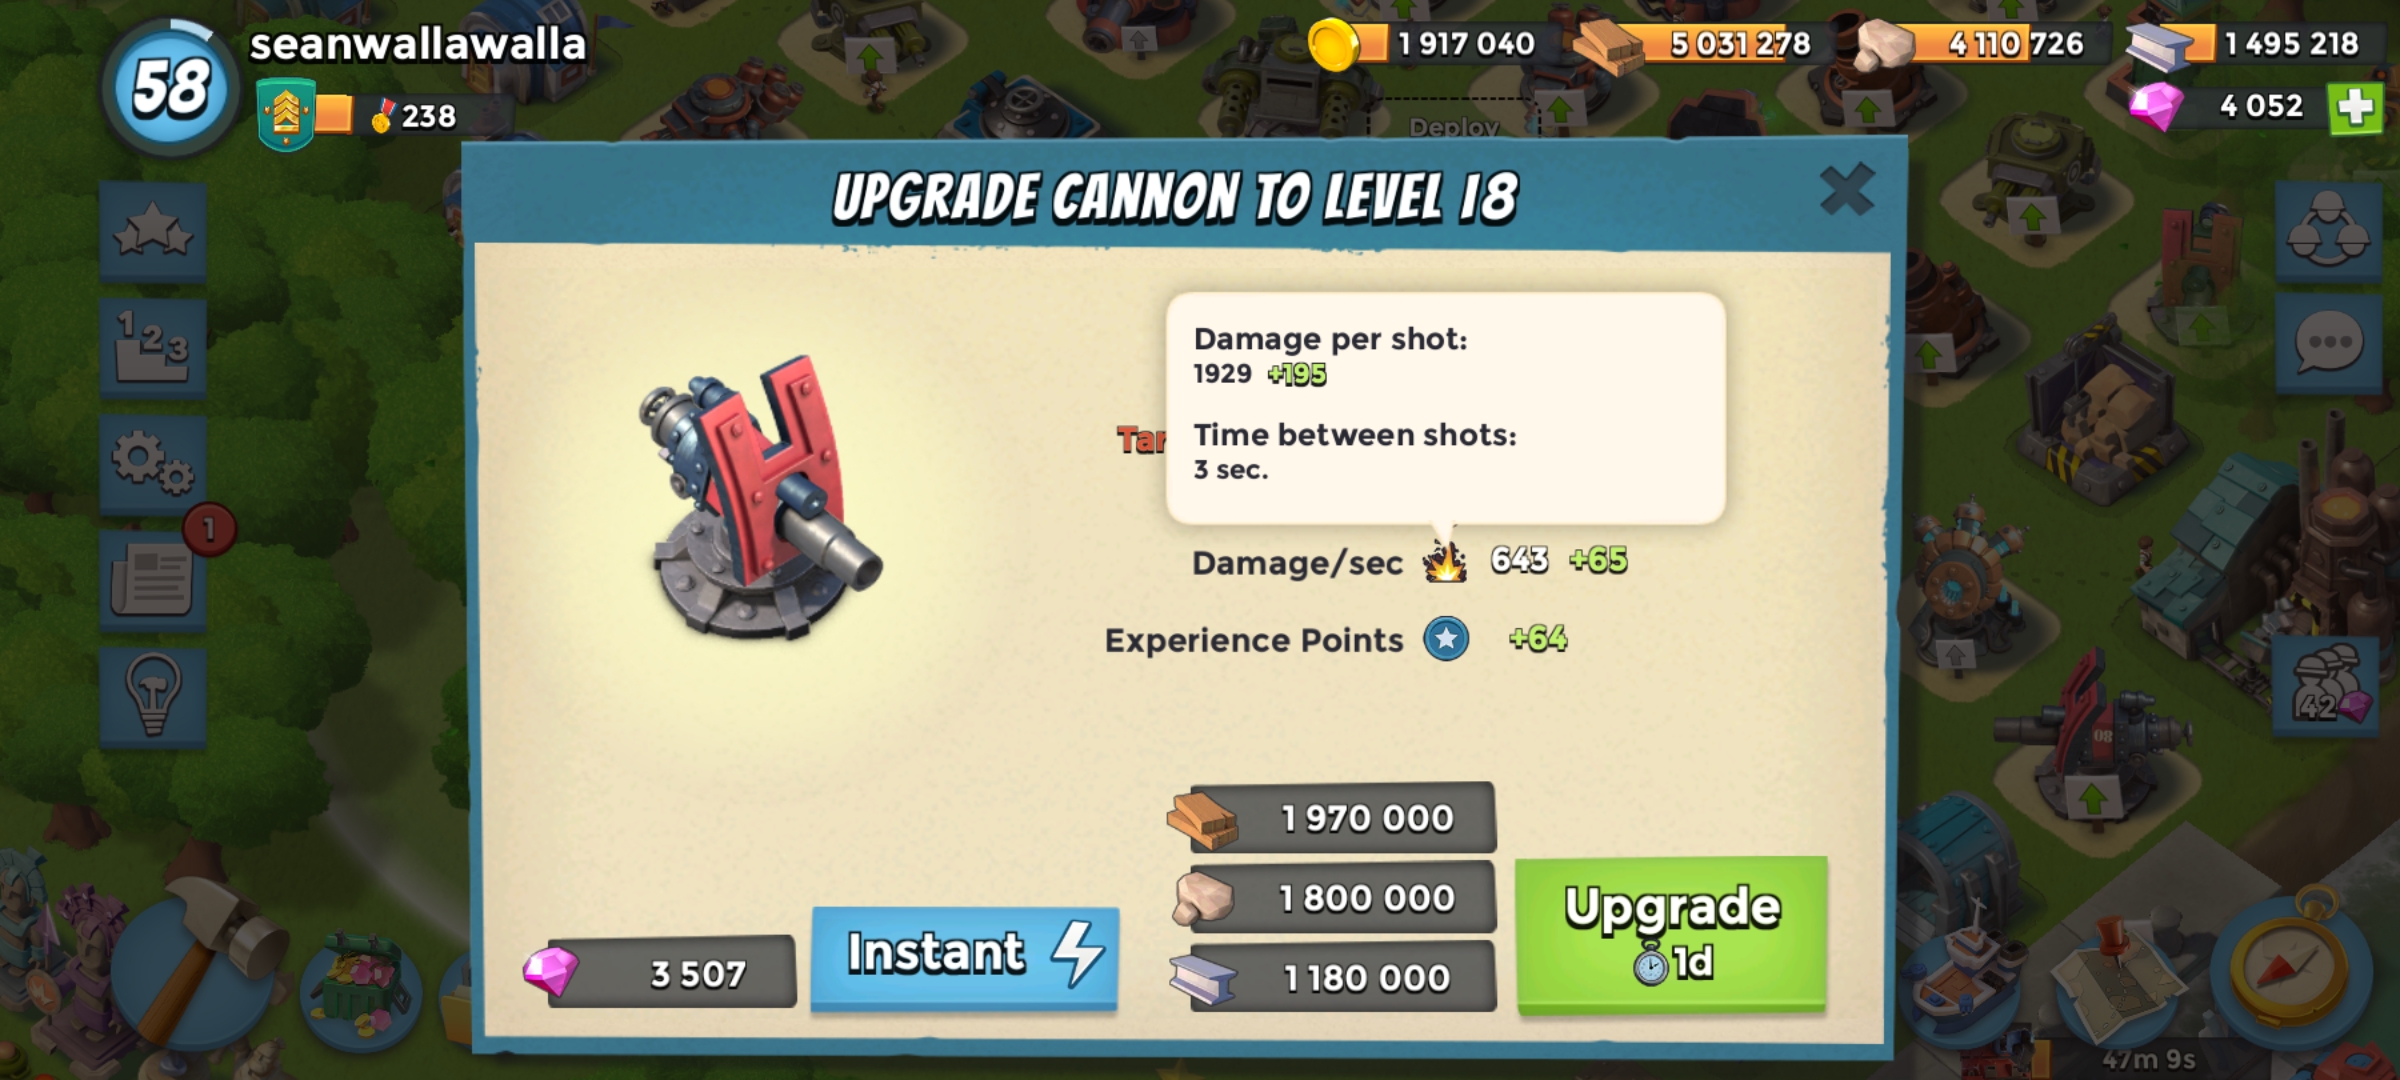 58
seanwallawalla
238
1 917 040
5 031 278
4 110 726
1 495 218
4 052
Deploy
UPGRADE CANNON TO LEVEL 18
123
Damage per shot:
1929 +195
Tar
Time between shots:
3 sec.
1
Damage/sec 643 +65
Experience Points +64
42
08
1 970 000
1 800 000
1 180 000
3 507
Instant
Upgrade
1d
47m 9s